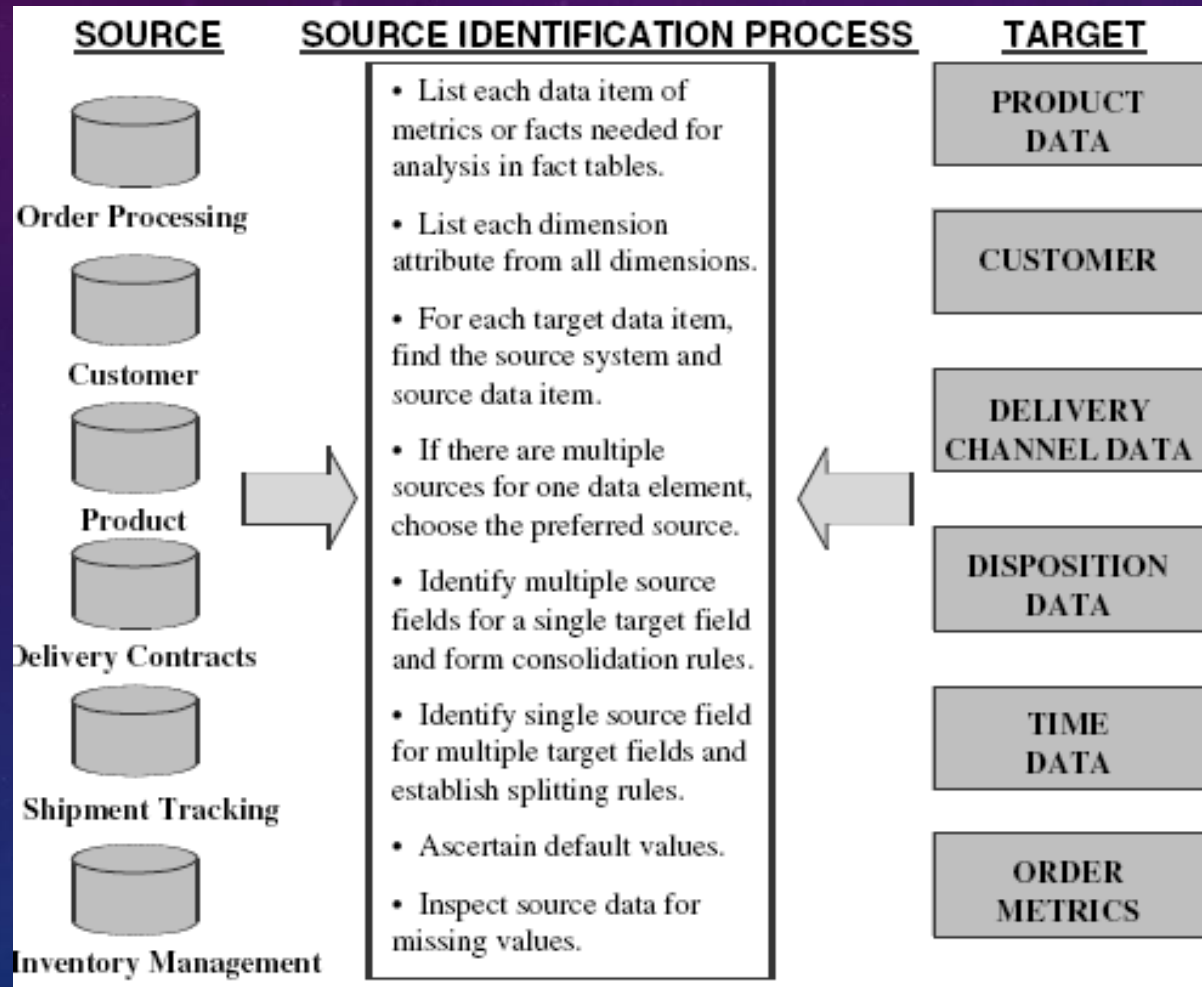 SOURCE
SOURCE IDENTIFICATION PROCESS
TARGET
Order Processing
Customer
Product
Delivery Contracts
Shipment Tracking
Inventory Management
• List each data item of
metrics or facts needed for
analysis in fact tables.
• List each dimension
attribute from all dimensions.
• For each target data item,
find the source system and
source data item.
• If there are multiple
sources for one data element,
choose the preferred source.
• Identify multiple source
fields for a single target field
and form consolidation rules.
• Identify single source field
for multiple target fields and
establish splitting rules.
• Ascertain default values.
• Inspect source data for
missing values.
PRODUCT
DATA
CUSTOMER
DELIVERY
CHANNEL DATA
DISPOSITION
DATA
TIME
DATA
ORDER
METRICS